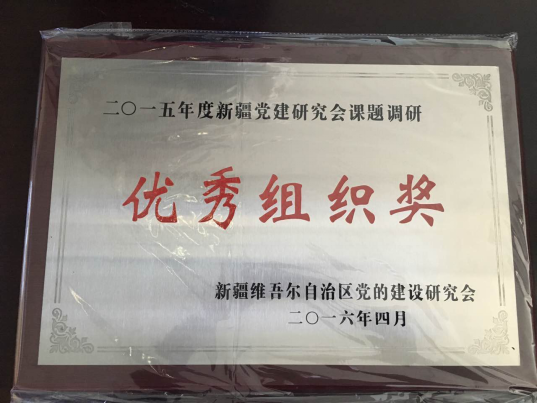 二〇一五年度新疆党建研究会课题调研
优秀组织奖
新疆维吾尔自治区党的建设研究会
二〇一六年四月